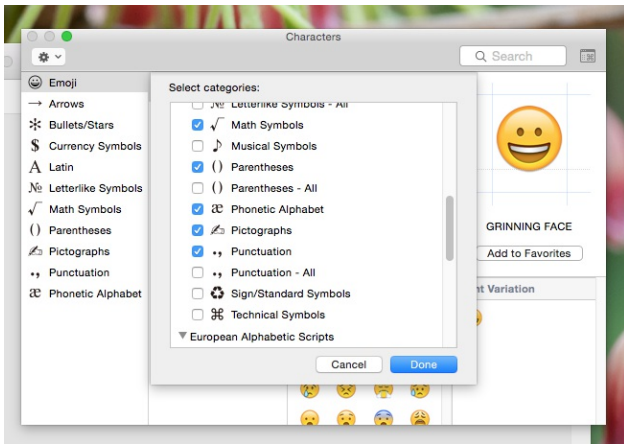 Characters
Search
Emoji
Arrows
Bullets/Stars
Currency Symbols
Latin
Letterlike Symbols
Math Symbols
Parentheses
Pictographs
Punctuation
Phonetic Alphabet
Select categories:
Letterlike Symbols - All
Math Symbols
Musical Symbols
Parentheses
Parentheses - All
Phonetic Alphabet
Pictographs
Punctuation
Punctuation - All
Sign/Standard Symbols
Technical Symbols
European Alphabetic Scripts
Cancel
Done
GRINNING FACE
Add to Favorites
nt Variation